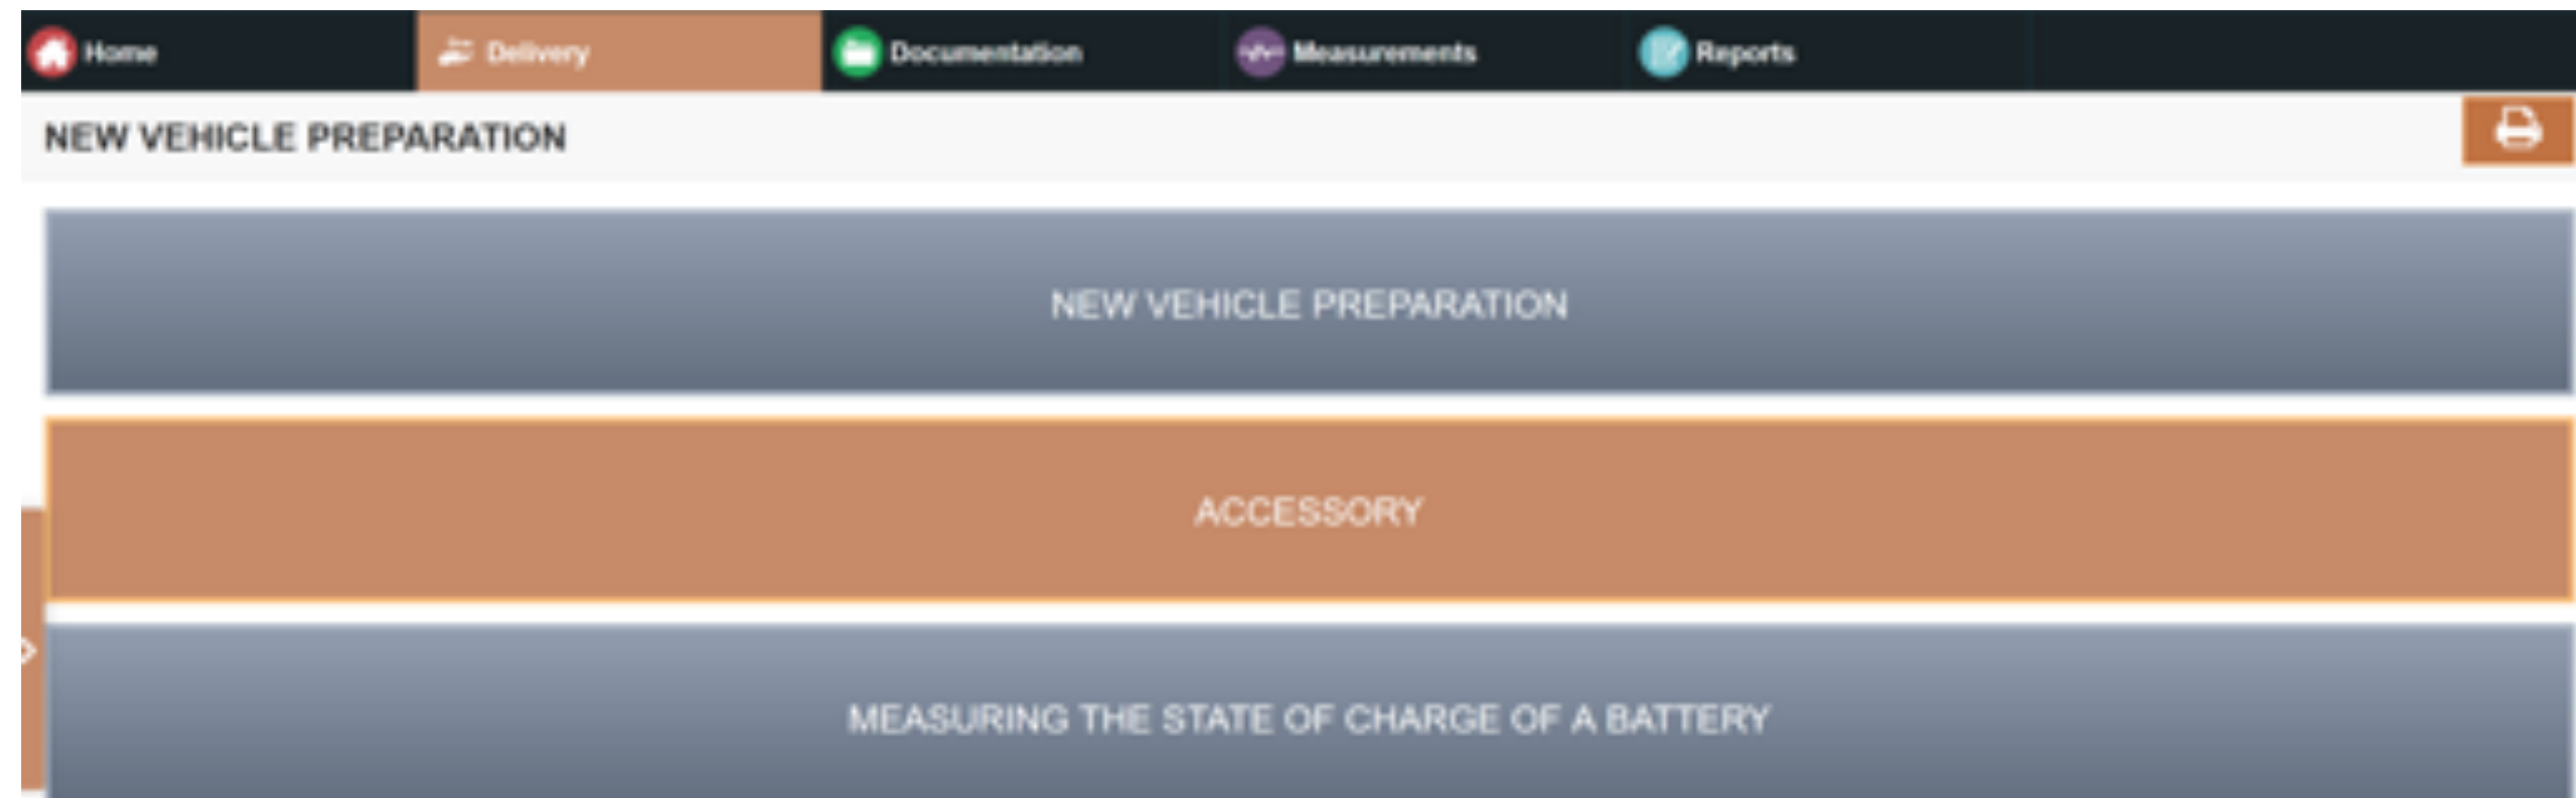 Home Delivery Documentation Measurements Reports
NEW VEHICLE PREPARATION
NEW VEHICLE PREPARATION
ACCESSORY
MEASURING THE STATE OF CHARGE OF A BATTERY